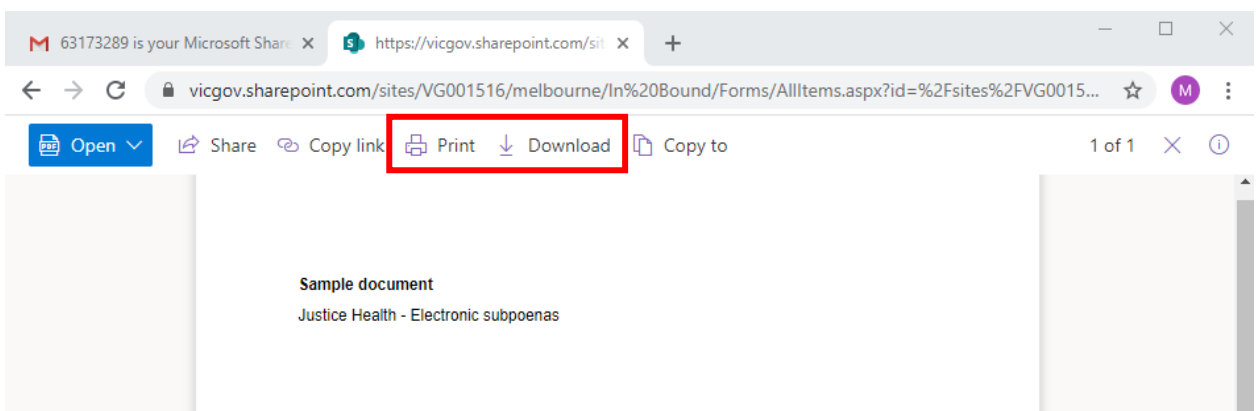 63173289 is your Microsoft Share
https://vicgov.sharepoint.com/sit
vicgov.sharepoint.com/sites/VG001516/melbourne/In%20Bound/Forms/AllItems.aspx?id=%2Fsites%2FVG0015...
M
PDF Open Share Copy link Print Download Copy to 1 of 1
Sample document
Justice Health - Electronic subpoenas